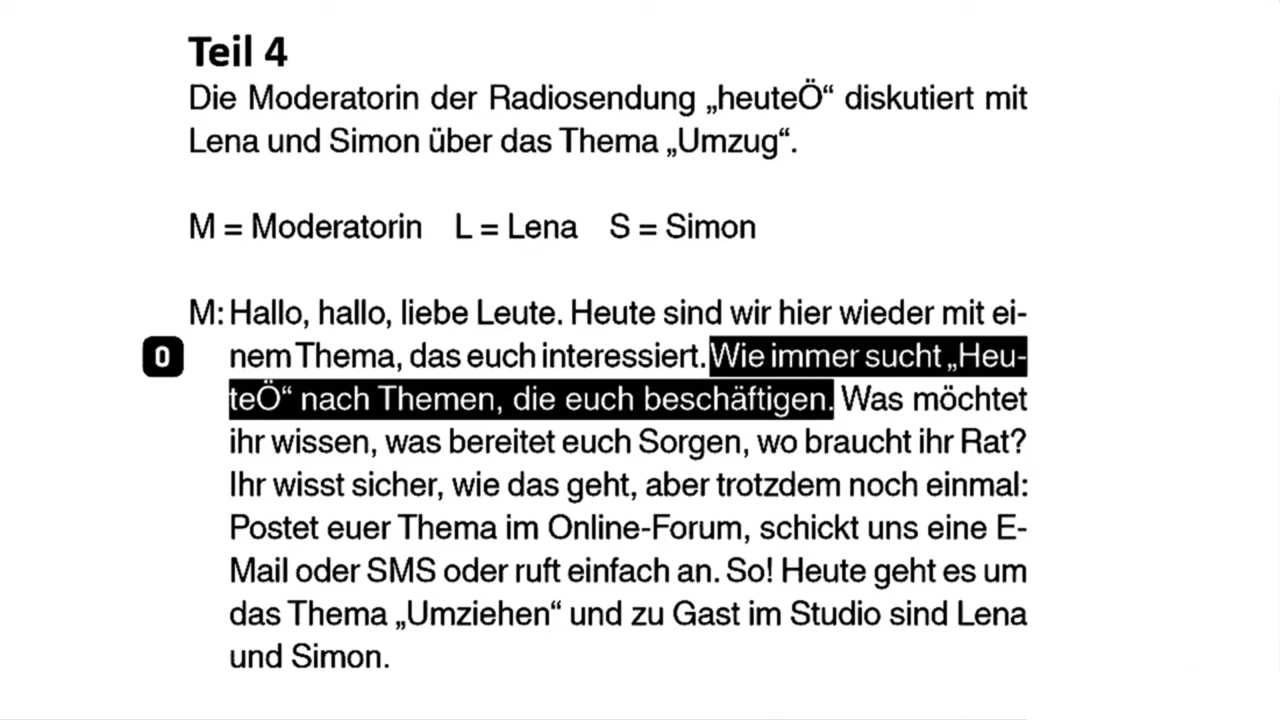 Teil 4
Die Moderatorin der Radiosendung „heuteÖ“ diskutiert mit
Lena und Simon über das Thema „Umzug“.
M = Moderatorin L = Lena S = Simon
M: Hallo, hallo, liebe Leute. Heute sind wir hier wieder mit ei-
0 nem Thema, das euch interessiert. Wie immer sucht „Heu-
teÖ“ nach Themen, die euch beschäftigen. Was möchtet
ihr wissen, was bereitet euch Sorgen, wo braucht ihr Rat?
Ihr wisst sicher, wie das geht, aber trotzdem noch einmal:
Postet euer Thema im Online-Forum, schickt uns eine E-
Mail oder SMS oder ruft einfach an. So! Heute geht es um
das Thema „Umziehen“ und zu Gast im Studio sind Lena
und Simon.